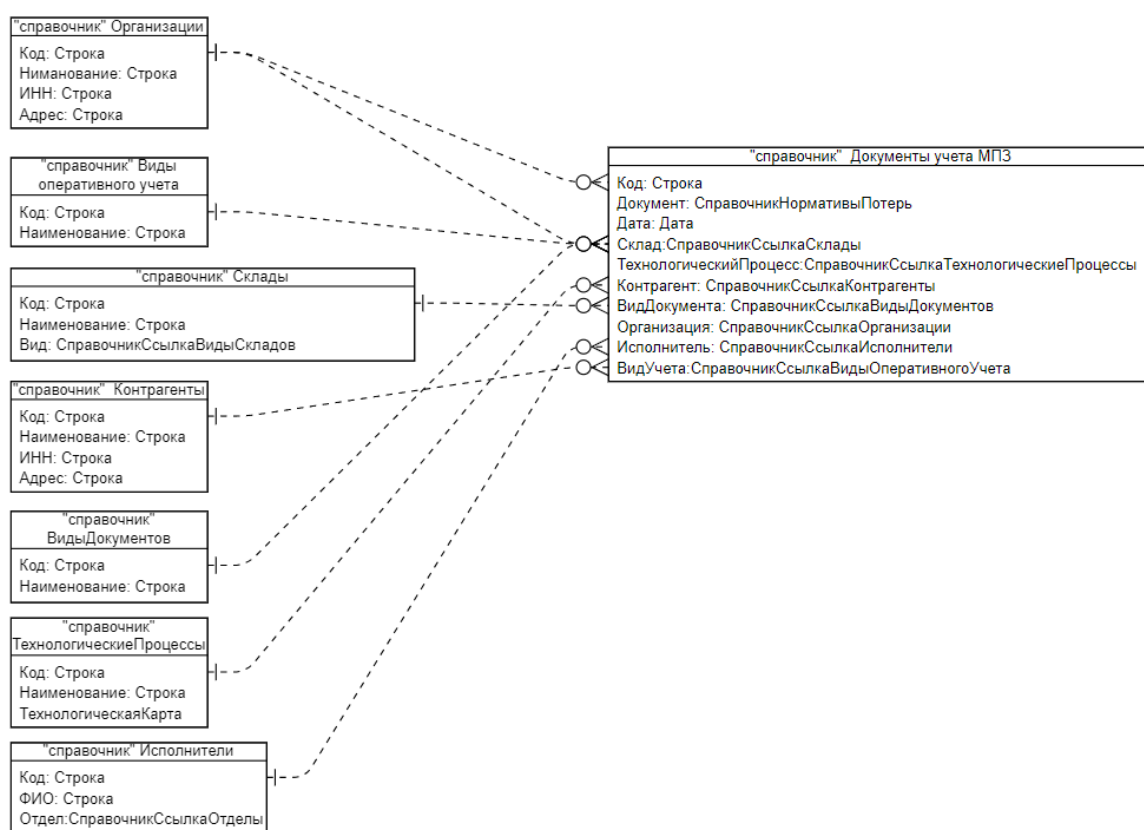 "справочник" Организации
Код: Строка
Ниманование: Строка
ИНН: Строка
Адрес: Строка
"справочник" Виды
оперативного учета
Код: Строка
Наименование: Строка
"справочник" Склады
Код: Строка
Наименование: Строка
Вид: СправочникСсылкаВидыСкладов
"справочник" Контрагенты
Код: Строка
Наименование: Строка
ИНН: Строка
Адрес: Строка
"справочник"
ВидыДокументов
Код: Строка
Наименование: Строка
"справочник"
ТехнологическиеПроцессы
Код: Строка
Наименование: Строка
ТехнологическаяКарта
"справочник" Исполнители
Код: Строка
ФИО: Строка
Отдел:СправочникСсылкаОтделы
"справочник" Документы учета МПЗ
Код: Строка
Документ: СправочникНормативыПотерь
Дата: Дата
Склад:СправочникСсылкаСклады
ТехнологическийПроцесс:СправочникСсылкаТехнологическиеПроцессы
Контрагент: СправочникСсылкаКонтрагенты
ВидДокумента: СправочникСсылкаВидыДокументов
Организация: СправочникСсылкаОрганизации
Исполнитель: СправочникСсылкаИсполнители
ВидУчета:СправочникСсылкаВидыОперативногоУчета